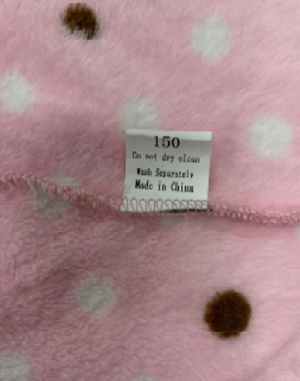 150
Do not dry clean
Wash Separately
Made in China